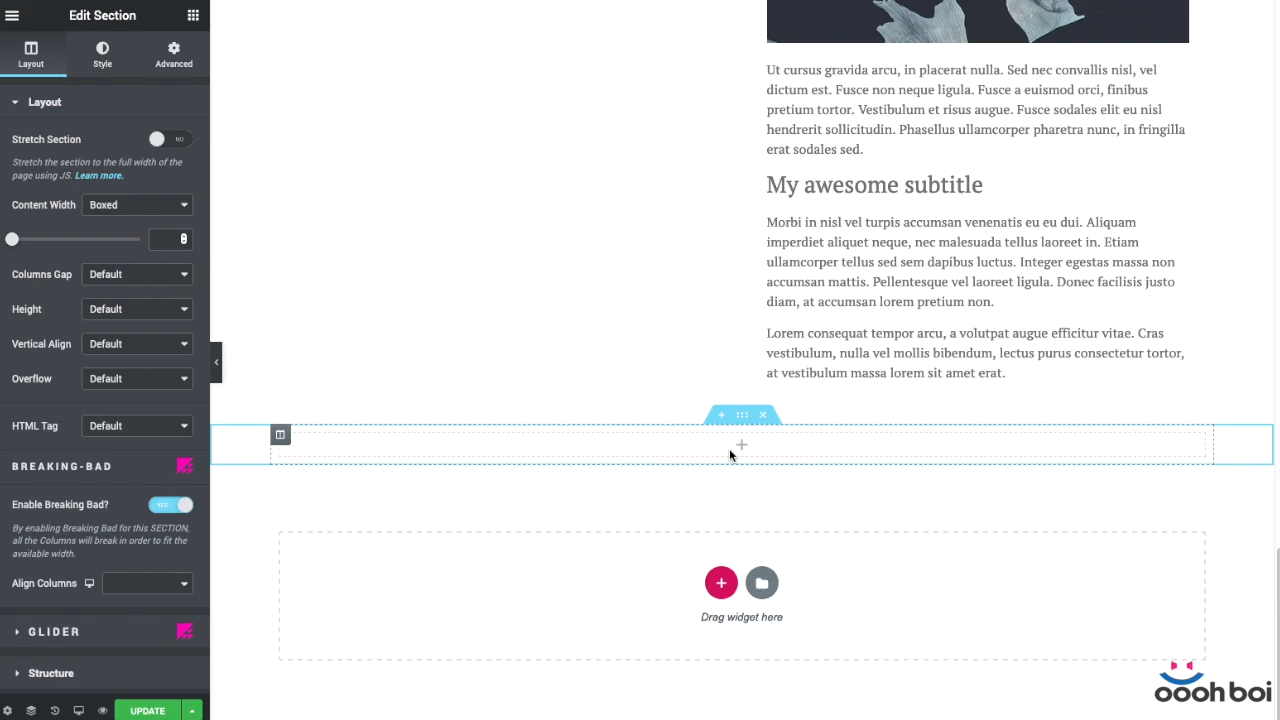 Edit Section
Layout
Style
Advanced
Layout
Stretch Section
NO
Stretch the section to the full width of the
page using JS. Learn more.
Content Width
Boxed
Columns Gap
Default
Height
Default
Vertical Align
Default
Overflow
Default
HTML Tag
Default
BREAKING-BAD
Enable Breaking Bad?
YES
By enabling Breaking Bad for this SECTION,
all the Columns will break in order to fit the
available width.
Align Columns
GLIDER
Structure
UPDATE
Ut cursus gravida arcu, in placerat nulla. Sed nec convallis nisl, vel
dictum est. Fusce non neque ligula. Fusce a euismod orci, finibus
pretium tortor. Vestibulum et risus augue. Fusce sodales elit eu nisl
hendrerit sollicitudin. Phasellus ullamcorper pharetra nunc, in fringilla
erat sodales sed.
My awesome subtitle
Morbi in nisl vel turpis accumsan venenatis eu eu dui. Aliquam
imperdiet aliquet neque, nec malesuada tellus laoreet in. Etiam
ullamcorper tellus sed sem dapibus luctus. Integer egestas massa non
accumsan mattis. Pellentesque vel laoreet ligula. Donec facilisis justo
diam, at accumsan lorem pretium non.
Lorem consequat tempor arcu, a volutpat augue efficitur vitae. Cras
vestibulum, nulla vel mollis bibendum, lectus purus consectetur tortor,
at vestibulum massa lorem sit amet erat.
Drag widget here
oooh boi